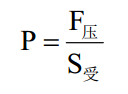 P = F压 / S受